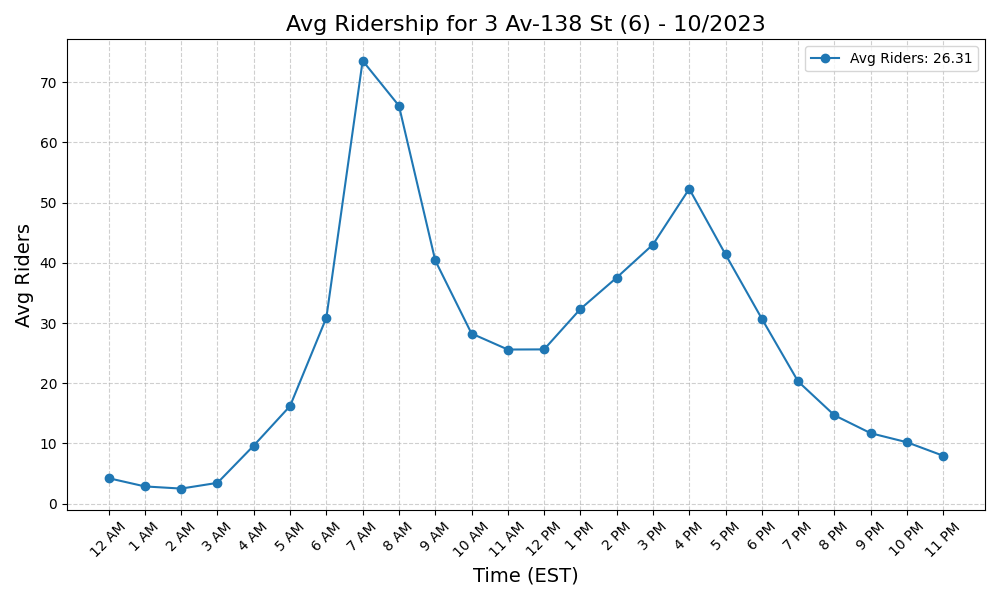 Avg Ridership for 3 Av-138 St (6) - 10/2023
Avg Riders: 26.31
Avg Riders
70
60
50
40
30
20
10
0
12 AM
1 AM
2 AM
3 AM
4 AM
5 AM
6 AM
7 AM
8 AM
9 AM
10 AM
11 AM
12 PM
1 PM
2 PM
3 PM
4 PM
5 PM
6 PM
7 PM
8 PM
9 PM
10 PM
11 PM
Time (EST)